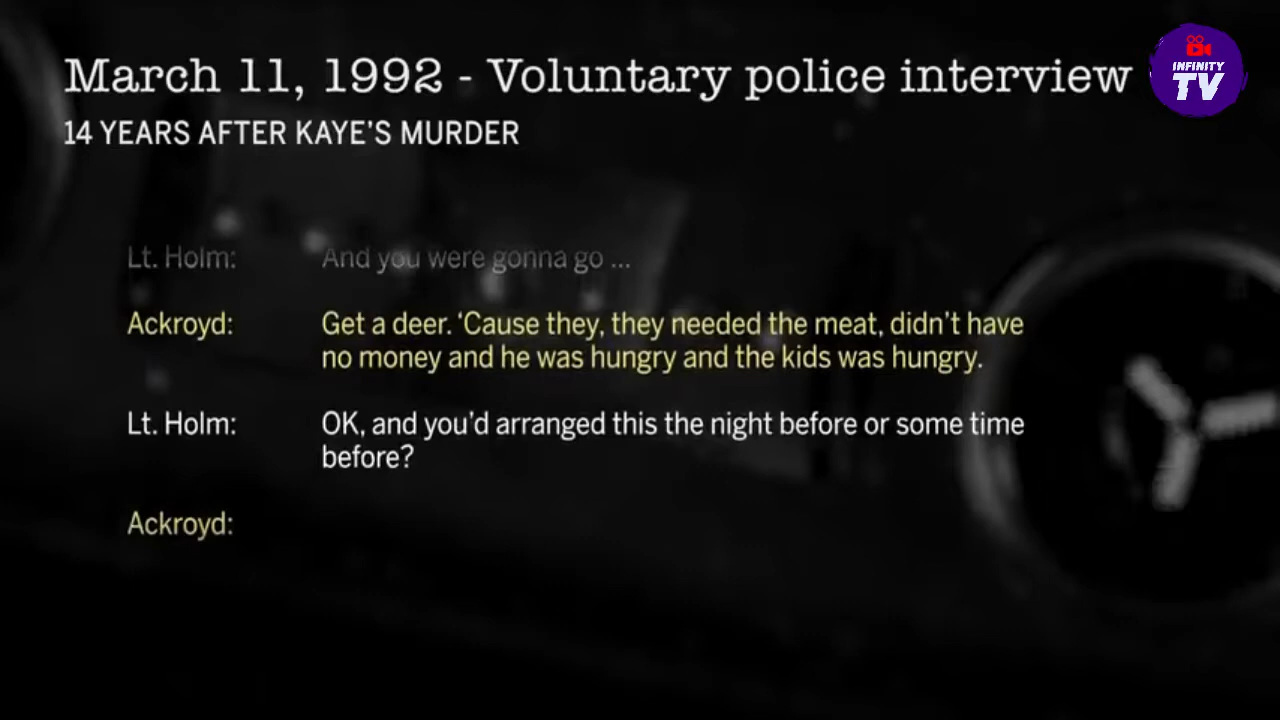 March 11, 1992 - Voluntary police interview
INFINITY
TV
14 YEARS AFTER KAYE'S MURDER
Lt. Holm: And you were gonna go ...
Ackroyd: Get a deer. ‘Cause they, they needed the meat, didn't have
no money and he was hungry and the kids was hungry.
Lt. Holm: OK, and you'd arranged this the night before or some time
before?
Ackroyd: